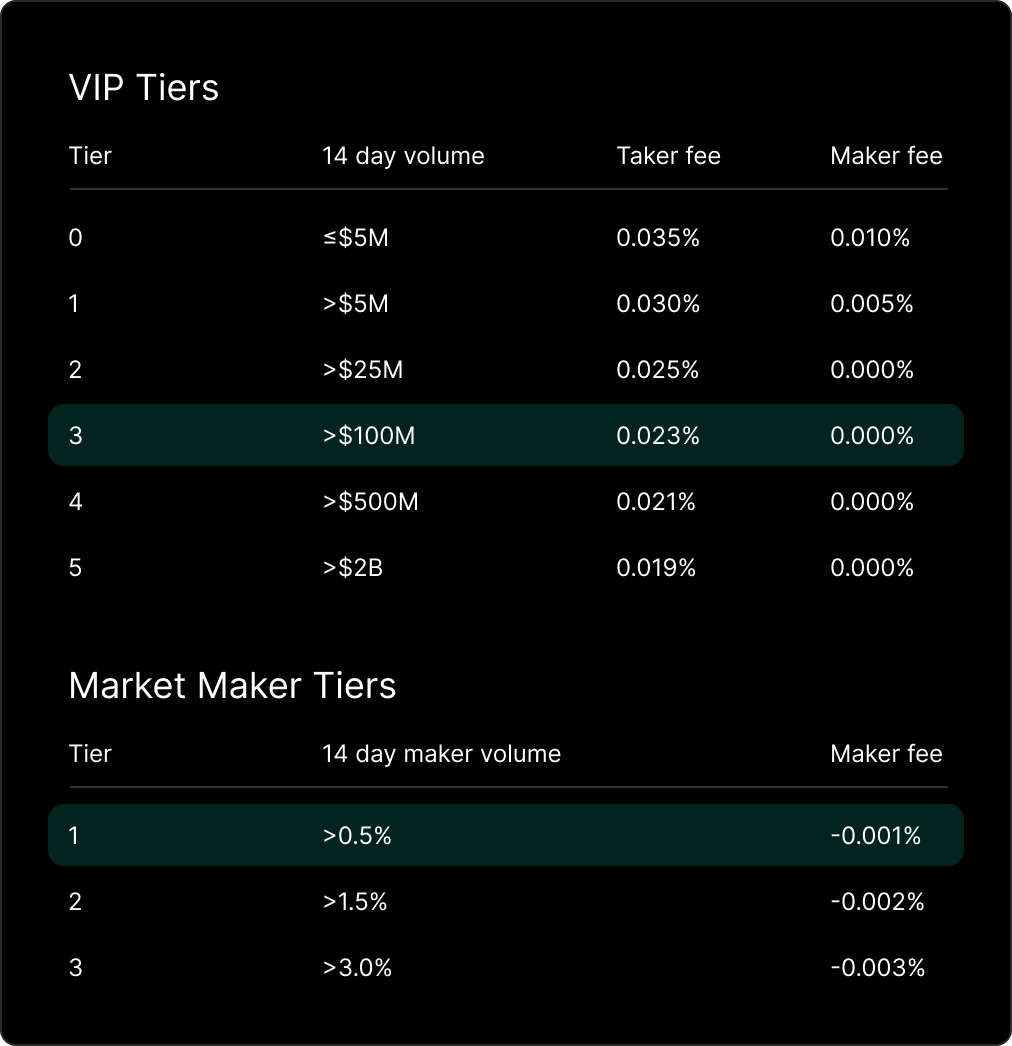 VIP Tiers
Tier 14 day volume Taker fee Maker fee
0 ≤$5M 0.035% 0.010%
1 >$5M 0.030% 0.005%
2 >$25M 0.025% 0.000%
3 >$100M 0.023% 0.000%
4 >$500M 0.021% 0.000%
5 >$2B 0.019% 0.000%
Market Maker Tiers
Tier 14 day maker volume Maker fee
1 >0.5% -0.001%
2 >1.5% -0.002%
3 >3.0% -0.003%